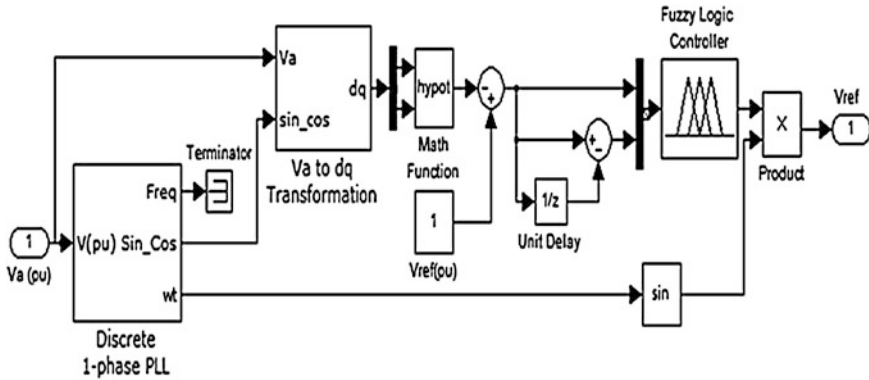 Fuzzy Logic
Controller
Va
dq
sin_cos
Va to dq
Transformation
hypot
Math
Function
-
+
+
-
1
Vref(pu)
1/z
Unit Delay
X
Product
Vref
1
Terminator
1
Va (pu)
Freq
V(pu) Sin_Cos
wt
Discrete
1-phase PLL
sin